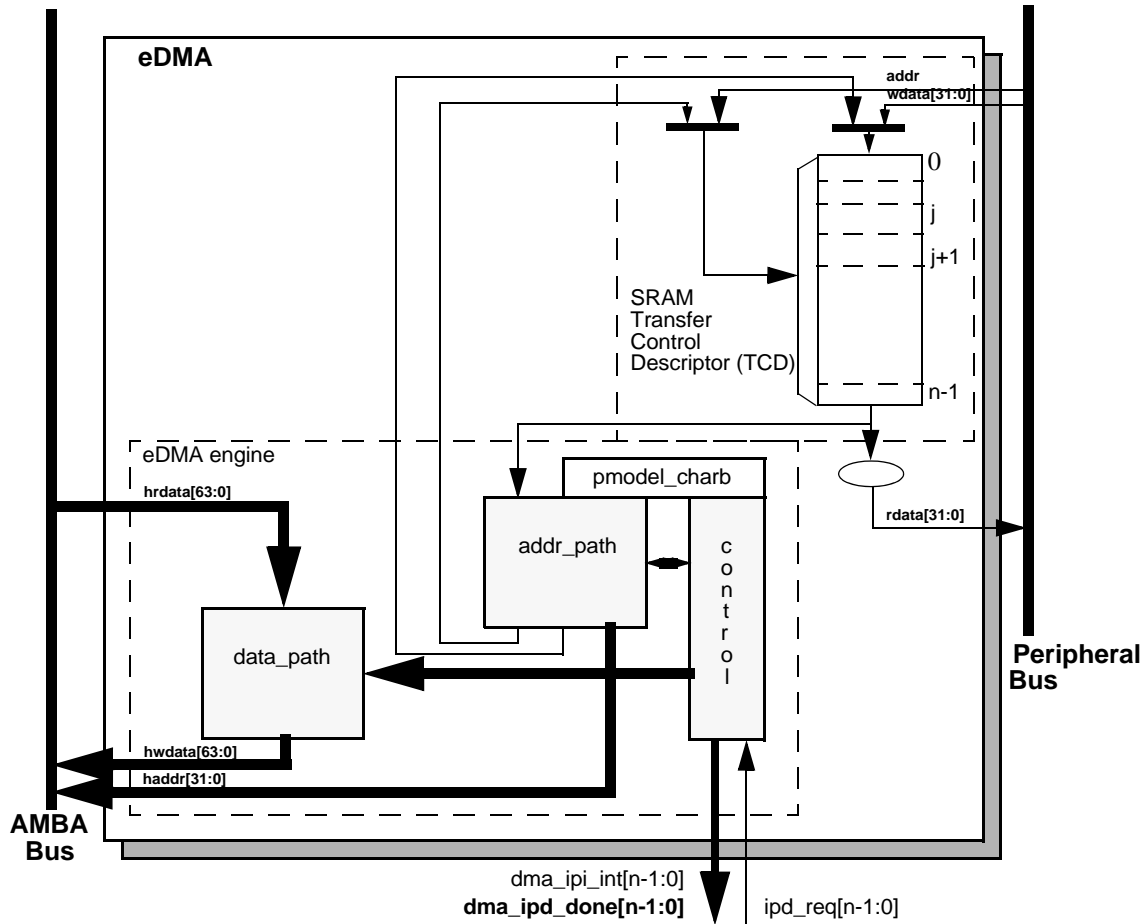 eDMA
addr
wdata[31:0]
0
j
j+1
n-1
SRAM
Transfer
Control
Descriptor (TCD)
eDMA engine
hrdata[63:0]
pmodel_charb
rdata[31:0]
addr_path
control
data_path
Peripheral
Bus
hwdata[63:0]
haddr[31:0]
AMBA
Bus
dma_ipi_int[n-1:0]
dma_ipd_done[n-1:0]
ipd_req[n-1:0]